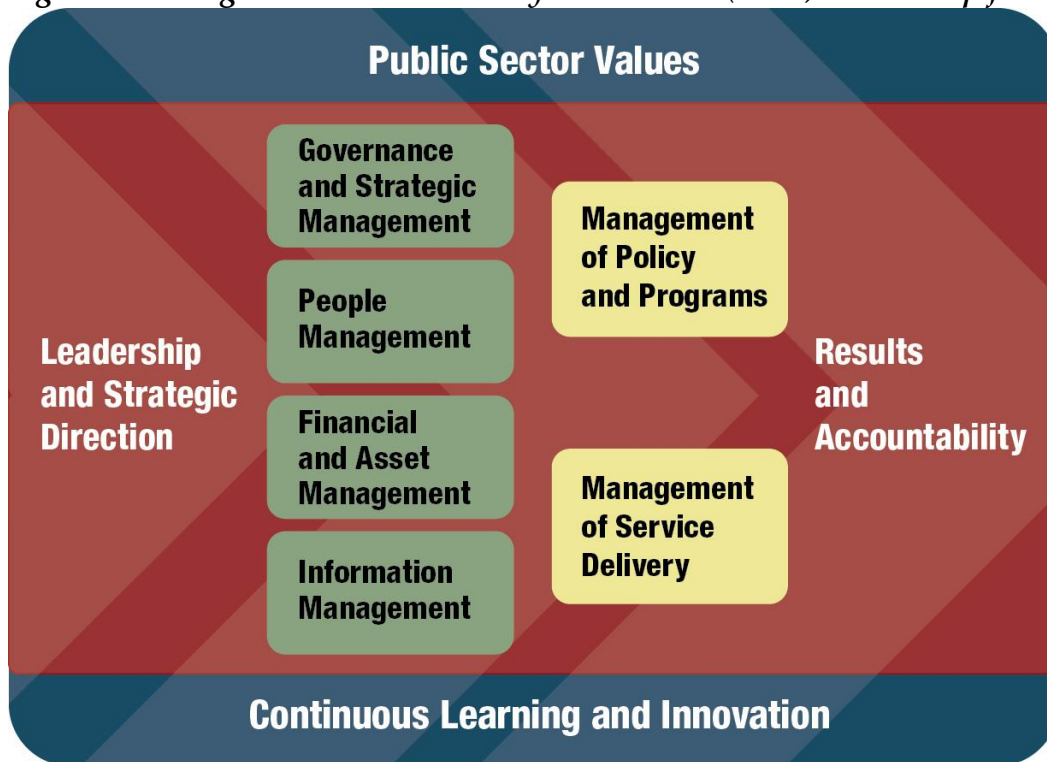 Public Sector Values
Governance
and Strategic
Management
People
Management
Financial
and Asset
Management
Information
Management
Management
of Policy
and Programs
Management
of Service
Delivery
Leadership
and Strategic
Direction
Results
and
Accountability
Continuous Learning and Innovation